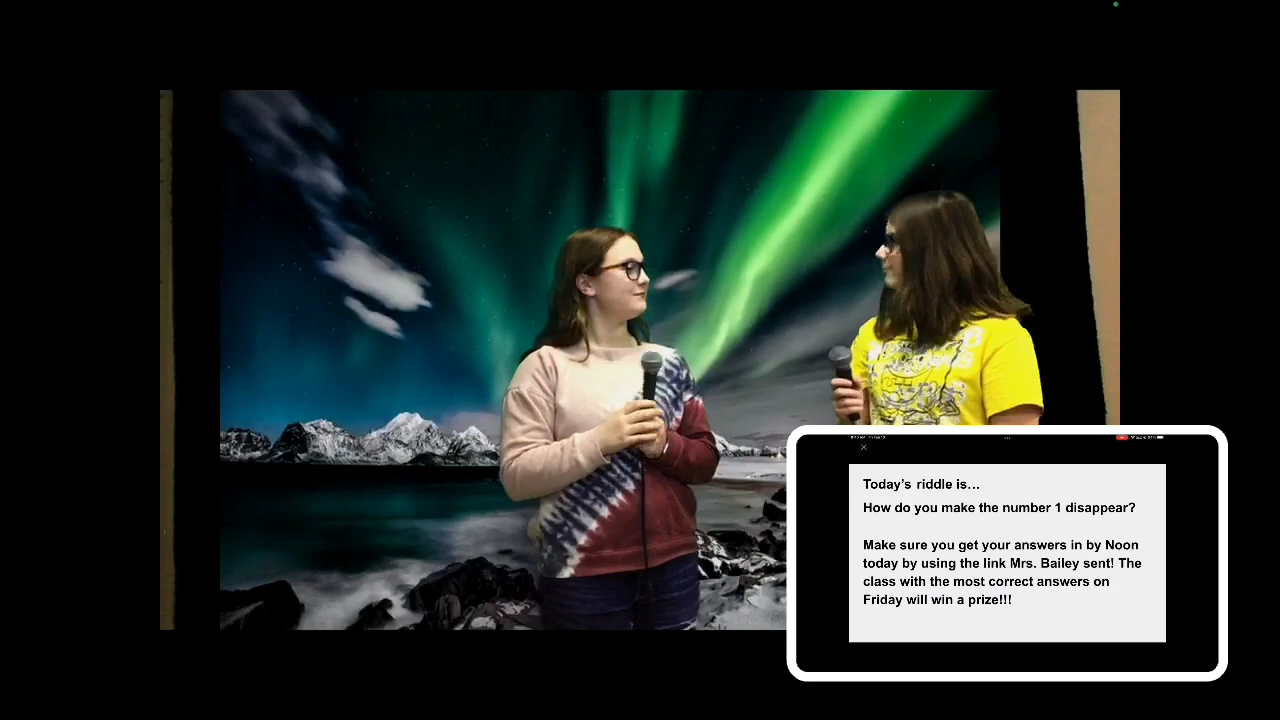 Today's riddle is...
How do you make the number 1 disappear?
Make sure you get your answers in by Noon
today by using the link Mrs. Bailey sent! The
class with the most correct answers on
Friday will win a prize!!!